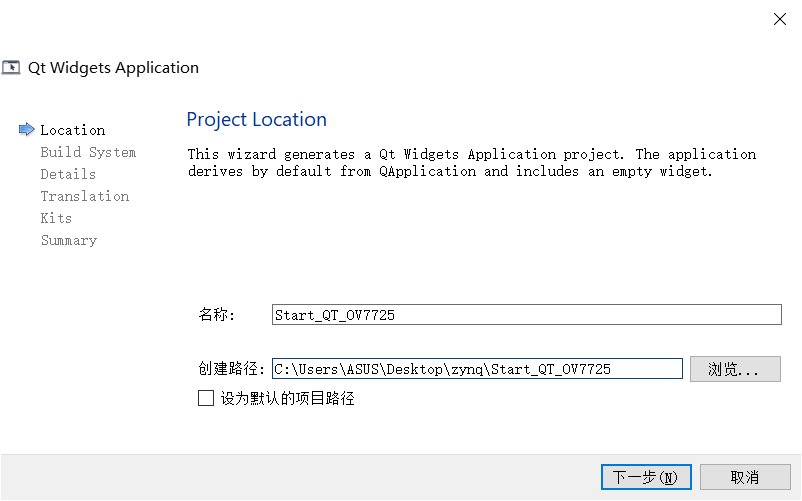 Qt Widgets Application
Location
Build System
Details
Translation
Kits
Summary
Project Location
This wizard generates a Qt Widgets Application project. The application
derives by default from QApplication and includes an empty widget.
名称: Start_QT_OV7725
创建路径: C:\Users\ASUS\Desktop\zynq\Start_QT_OV7725 浏览...
设为默认的项目路径
下一步(N) 取消